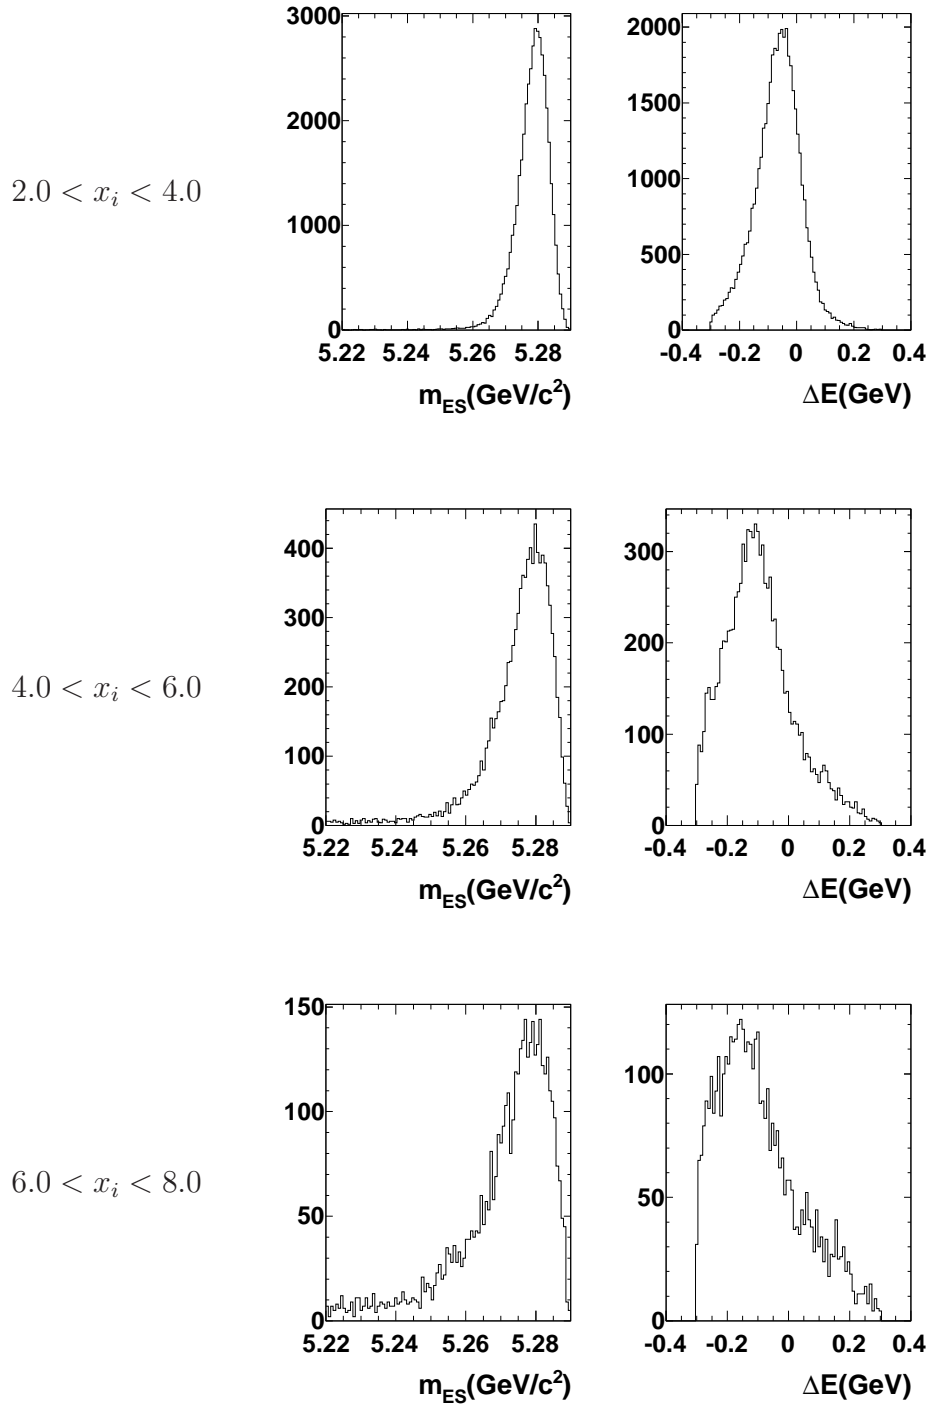 2.0 < x_i < 4.0
3000
2000
1000
0
5.22 5.24 5.26 5.28
m_ES(GeV/c^2)
2000
1500
1000
500
0
-0.4 -0.2 0 0.2 0.4
ΔE(GeV)
4.0 < x_i < 6.0
400
300
200
100
0
5.22 5.24 5.26 5.28
m_ES(GeV/c^2)
300
200
100
0
-0.4 -0.2 0 0.2 0.4
ΔE(GeV)
6.0 < x_i < 8.0
150
100
50
0
5.22 5.24 5.26 5.28
m_ES(GeV/c^2)
100
50
0
-0.4 -0.2 0 0.2 0.4
ΔE(GeV)